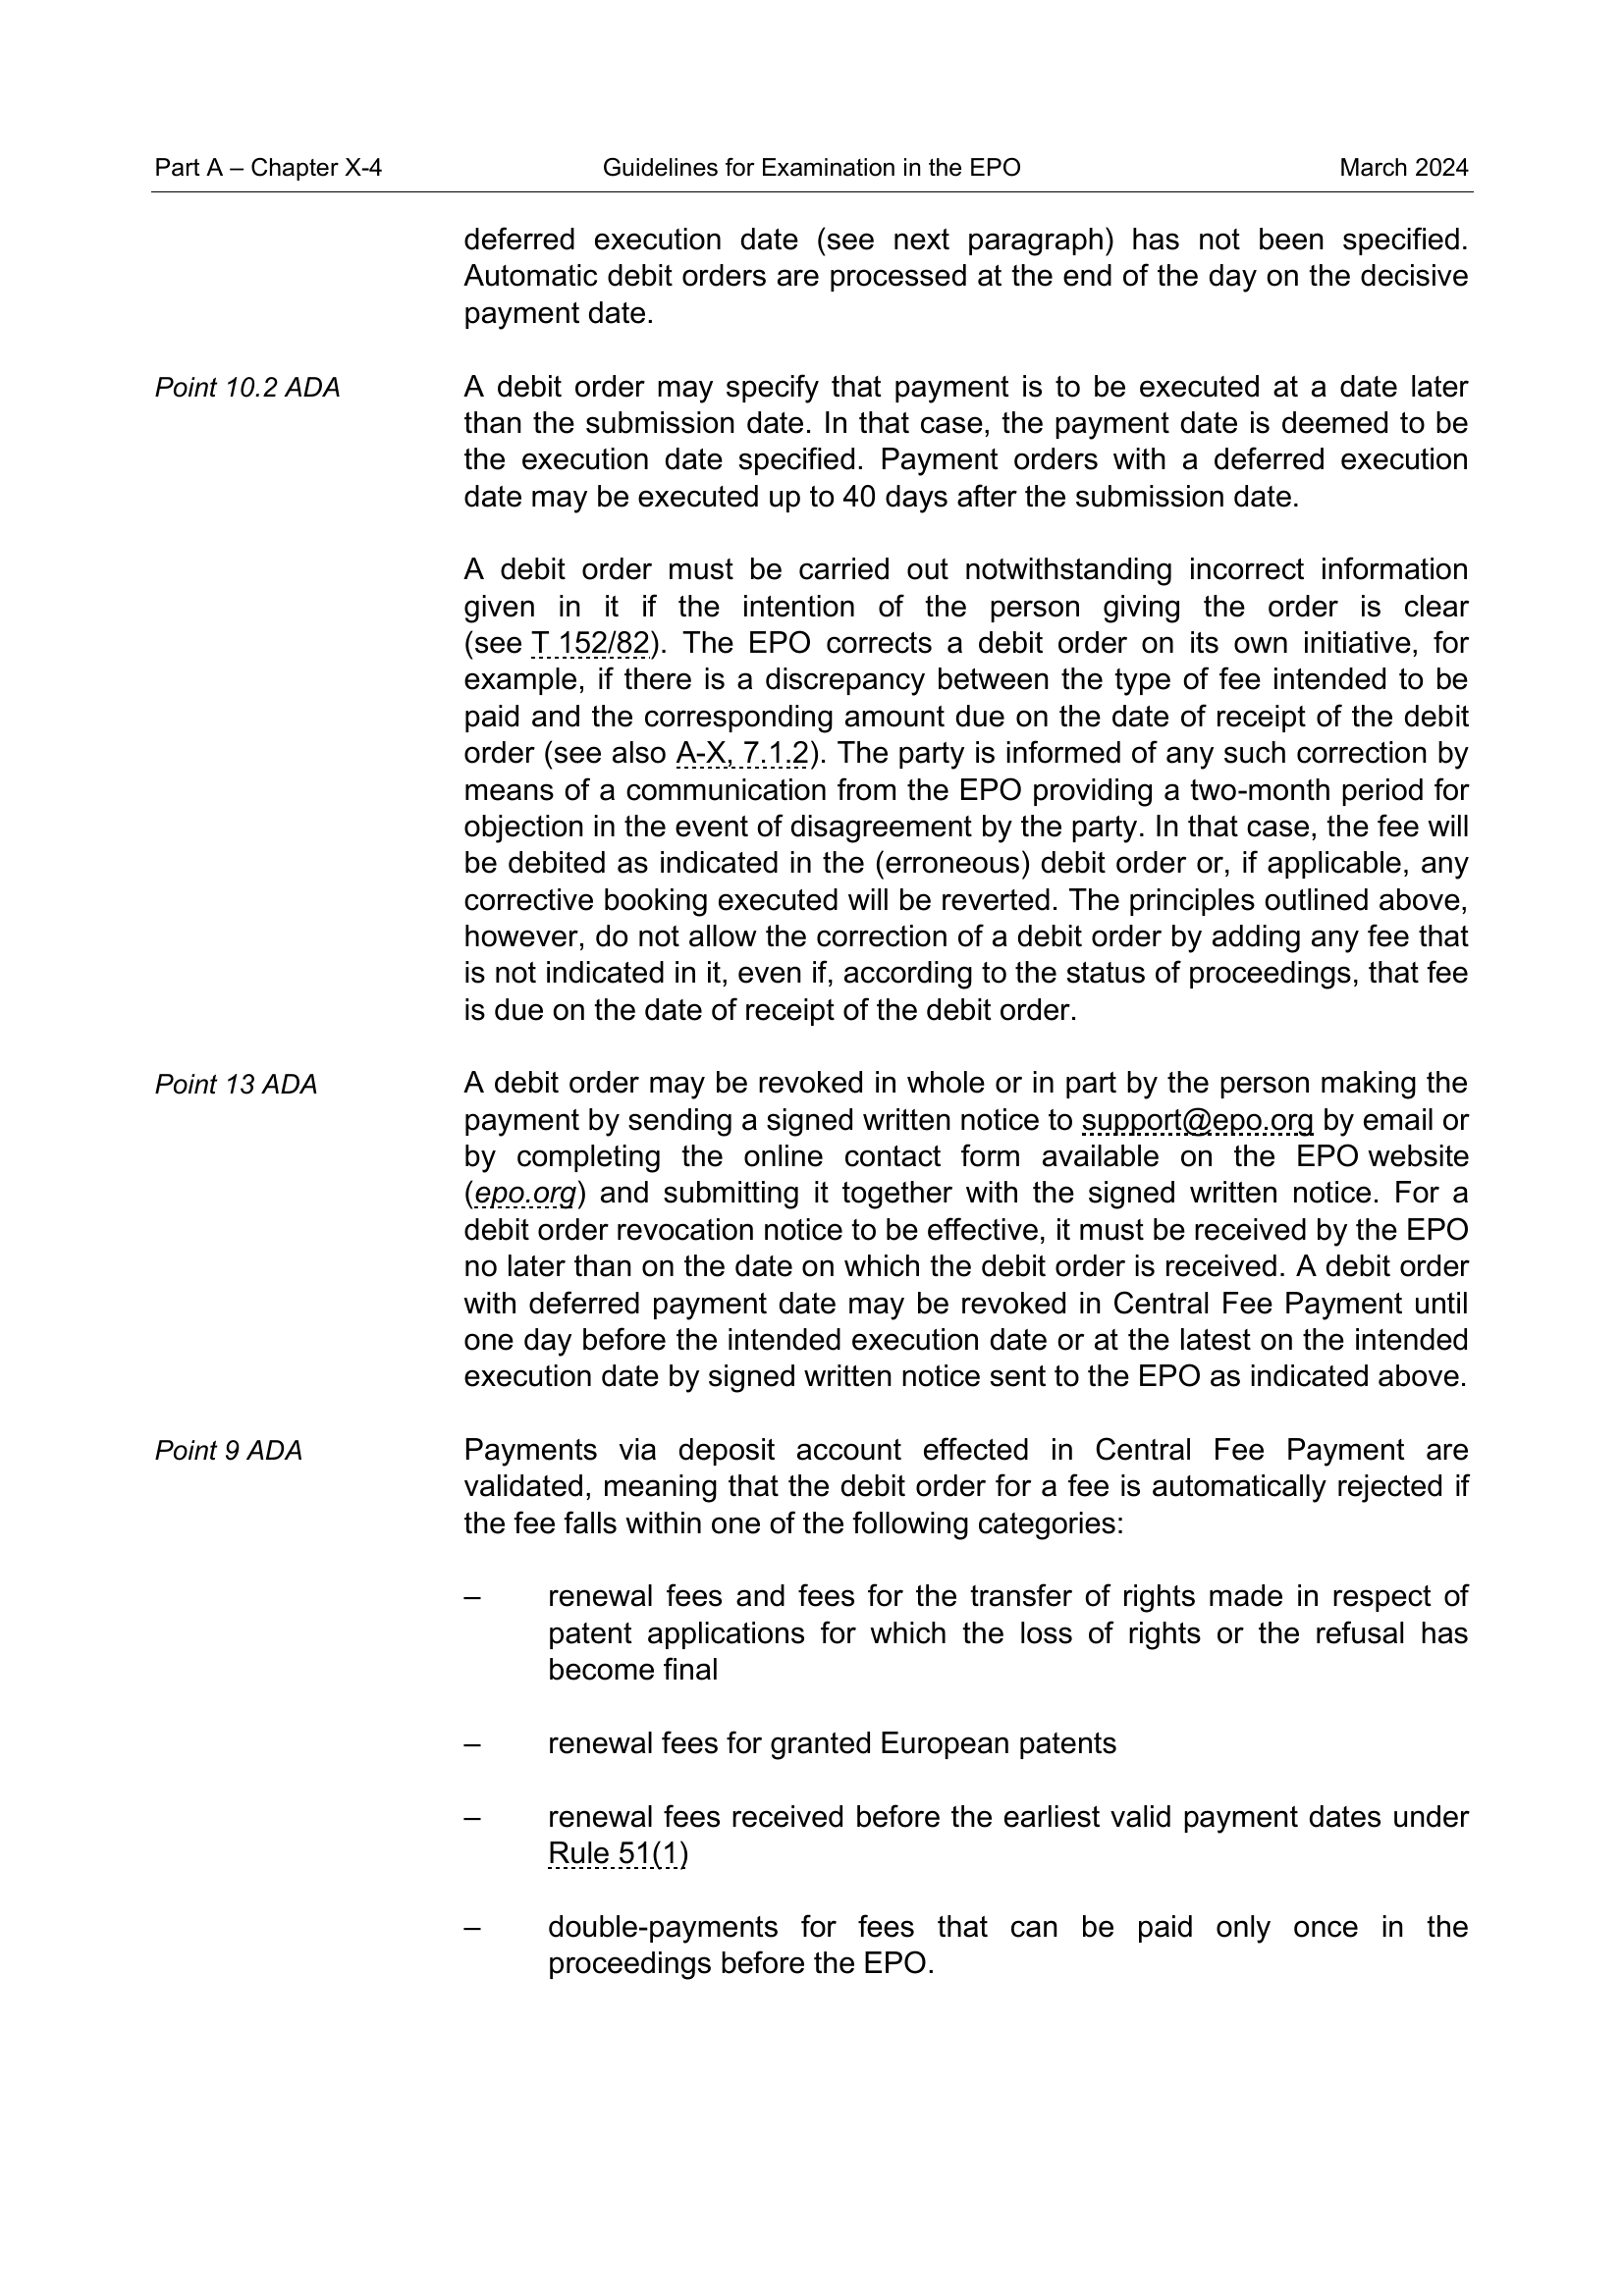 Part A – Chapter X-4 Guidelines for Examination in the EPO March 2024
deferred execution date (see next paragraph) has not been specified.
Automatic debit orders are processed at the end of the day on the decisive
payment date.
Point 10.2 ADA
A debit order may specify that payment is to be executed at a date later
than the submission date. In that case, the payment date is deemed to be
the execution date specified. Payment orders with a deferred execution
date may be executed up to 40 days after the submission date.
A debit order must be carried out notwithstanding incorrect information
given in it if the intention of the person giving the order is clear
(see T 152/82). The EPO corrects a debit order on its own initiative, for
example, if there is a discrepancy between the type of fee intended to be
paid and the corresponding amount due on the date of receipt of the debit
order (see also A-X, 7.1.2). The party is informed of any such correction by
means of a communication from the EPO providing a two-month period for
objection in the event of disagreement by the party. In that case, the fee will
be debited as indicated in the (erroneous) debit order or, if applicable, any
corrective booking executed will be reverted. The principles outlined above,
however, do not allow the correction of a debit order by adding any fee that
is not indicated in it, even if, according to the status of proceedings, that fee
is due on the date of receipt of the debit order.
Point 13 ADA
A debit order may be revoked in whole or in part by the person making the
payment by sending a signed written notice to support@epo.org by email or
by completing the online contact form available on the EPO website
(epo.org) and submitting it together with the signed written notice. For a
debit order revocation notice to be effective, it must be received by the EPO
no later than on the date on which the debit order is received. A debit order
with deferred payment date may be revoked in Central Fee Payment until
one day before the intended execution date or at the latest on the intended
execution date by signed written notice sent to the EPO as indicated above.
Point 9 ADA
Payments via deposit account effected in Central Fee Payment are
validated, meaning that the debit order for a fee is automatically rejected if
the fee falls within one of the following categories:
– renewal fees and fees for the transfer of rights made in respect of
patent applications for which the loss of rights or the refusal has
become final
– renewal fees for granted European patents
– renewal fees received before the earliest valid payment dates under
Rule 51(1)
– double-payments for fees that can be paid only once in the
proceedings before the EPO.